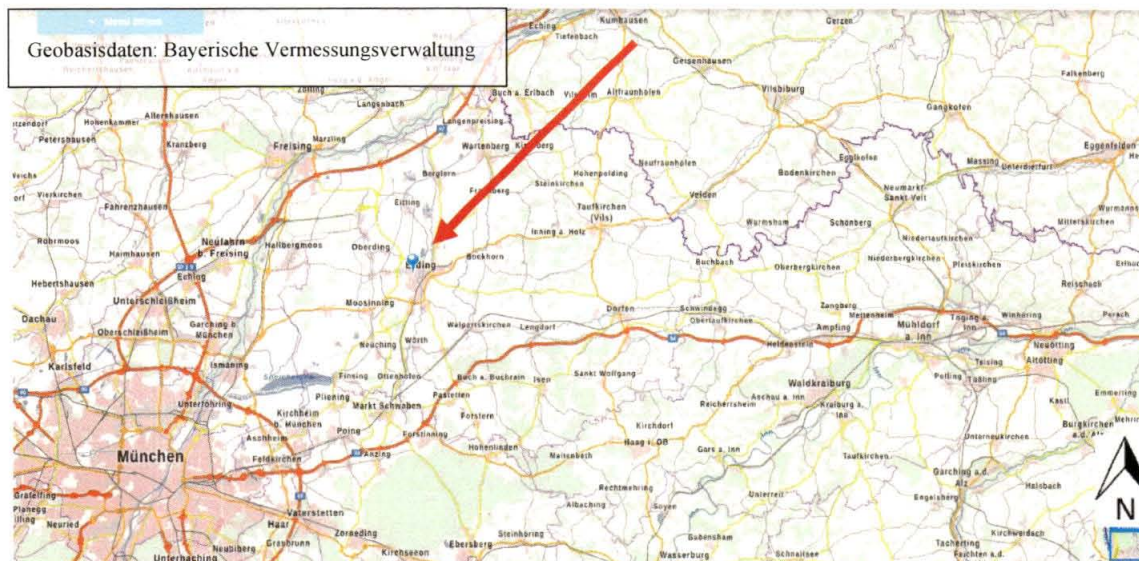 Geobasisdaten: Bayerische Vermessungsverwaltung
Eching
Kumhausen
Tiefenbach
Gerzen
Geisenhausen
Vilsbiburg
Falkenberg
Gangkofen
Altfraunhofen
Buch a. Erlbach
Langenbach
Langenpreising
Hohenkammer
Allershausen
Petershausen
Kranzberg
Freising
Marzling
Wartenberg
Neufraunhofen
Hohenpolding
Steinkirchen
Bodenkirchen
Egglkofen
Massing
Unterdietfurt
Eggenfelden
Vierkirchen
Fahrenzhausen
Berglern
Eitting
Taufkirchen
(Vils)
Velden
Wurmsham
Schönberg
Neumarkt-
Sankt Veit
Mitterskirchen
Röhrmoos
Haimhausen
Neufahrn
b. Freising
Hallbergmoos
Oberding
Inning a. Holz
Niedertaufkirchen
Erding
Bockhorn
Buchbach
Oberbergkirchen
Niederbergkirchen
Pleiskirchen
Hebertshausen
Eching
Reischach
Unterschleißheim
Moosinning
Dachau
Oberschleißheim
Garching b.
München
Walpertskirchen
Lengdorf
Dorfen
Schwindegg
Obertaufkirchen
Zangberg
Ampfing
Mettenheim
Mühldorf
a. Inn
Töging a.
Inn
Winhöring
Perach
Neuötting
Altötting
Karlsfeld
Ismaning
Neuching
Wörth
Heldenstein
Teising
Tüßling
Polling
Finsing
Ottenhofen
Buch a. Buchrain
Isen
Sankt Wolfgang
Waldkraiburg
Aschau a. Inn
Pliening
Markt Schwaben
Pastetten
Reichertsheim
Kraiburg a.
Inn
Kastl
Emmerting
Unterföhring
Kirchheim
b. München
Forstern
Kirchdorf
Burgkirchen
Aschheim
Poing
Forstinning
Hohenlinden
Haag i. OB
Unterneukirchen
München
Feldkirchen
Anzing
Maitenbeth
Gars a. Inn
Taufkirchen
Garching a.d.
Alz
Halsbach
Gräfelfing
Planegg
Neuried
Vaterstetten
Haar
Rechtmehring
Albaching
Soyen
Unterreit
Engelsberg
N
Zorneding
Steinhöring
Babensham
Kirchweidach
Neubiberg
Grasbrunn
Kirchseeon
Ebersberg
Wasserburg
Schnaitsee
Tacherting
Feichten a.d.
Unterhaching